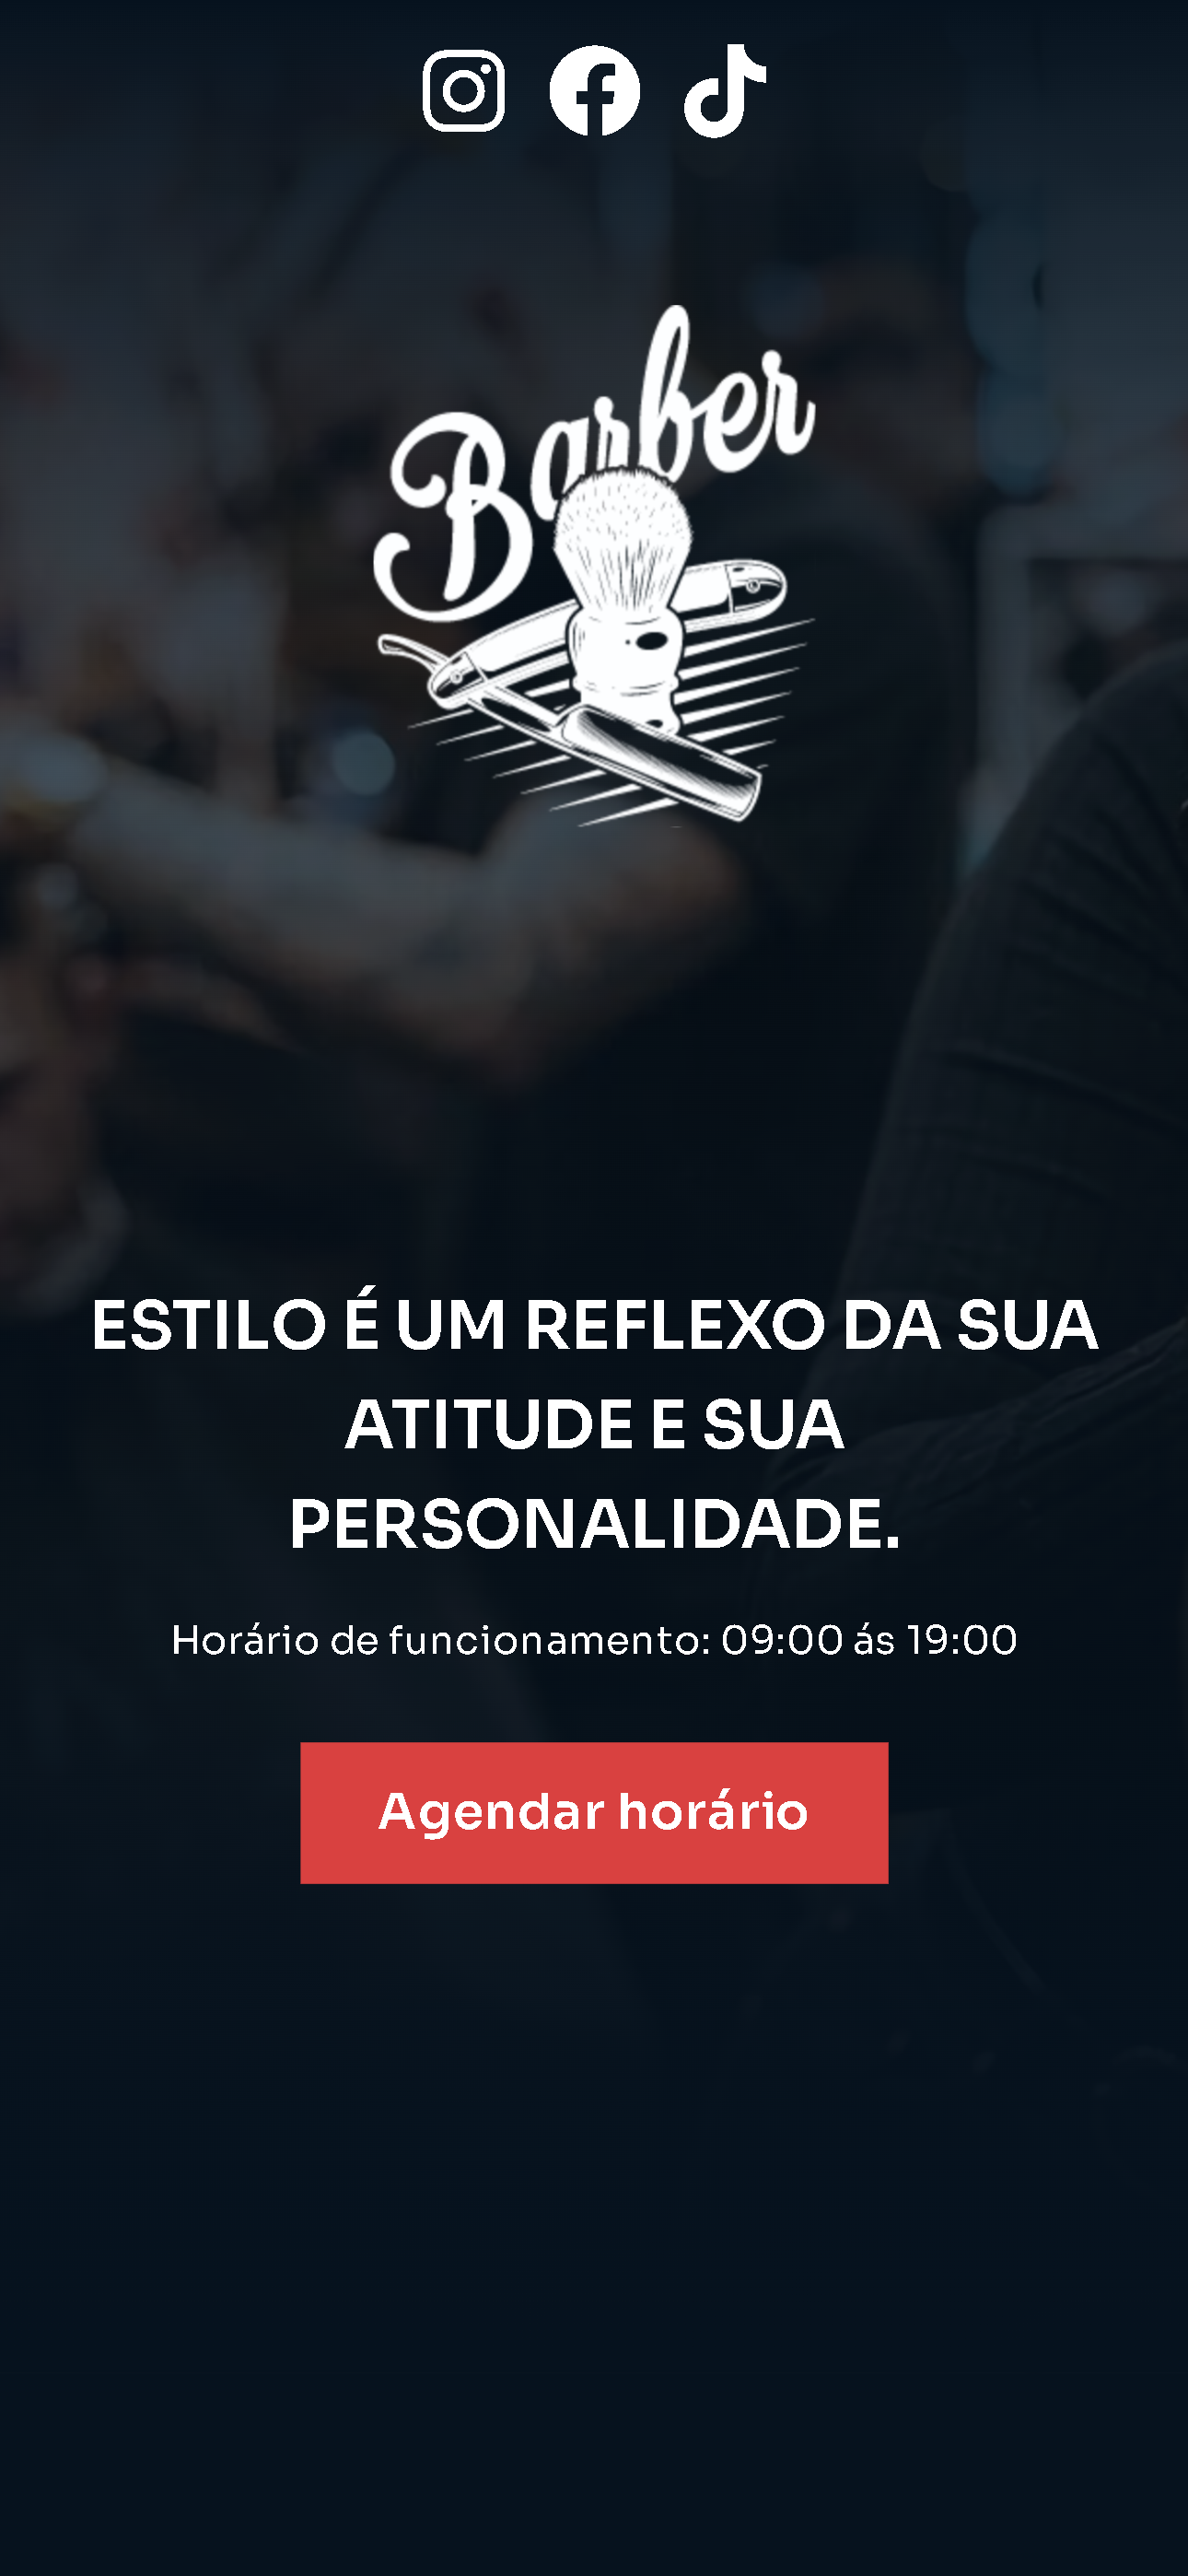 Barber
ESTILO É UM REFLEXO DA SUA
ATITUDE E SUA
PERSONALIDADE.
Horário de funcionamento: 09:00 ás 19:00
Agendar horário